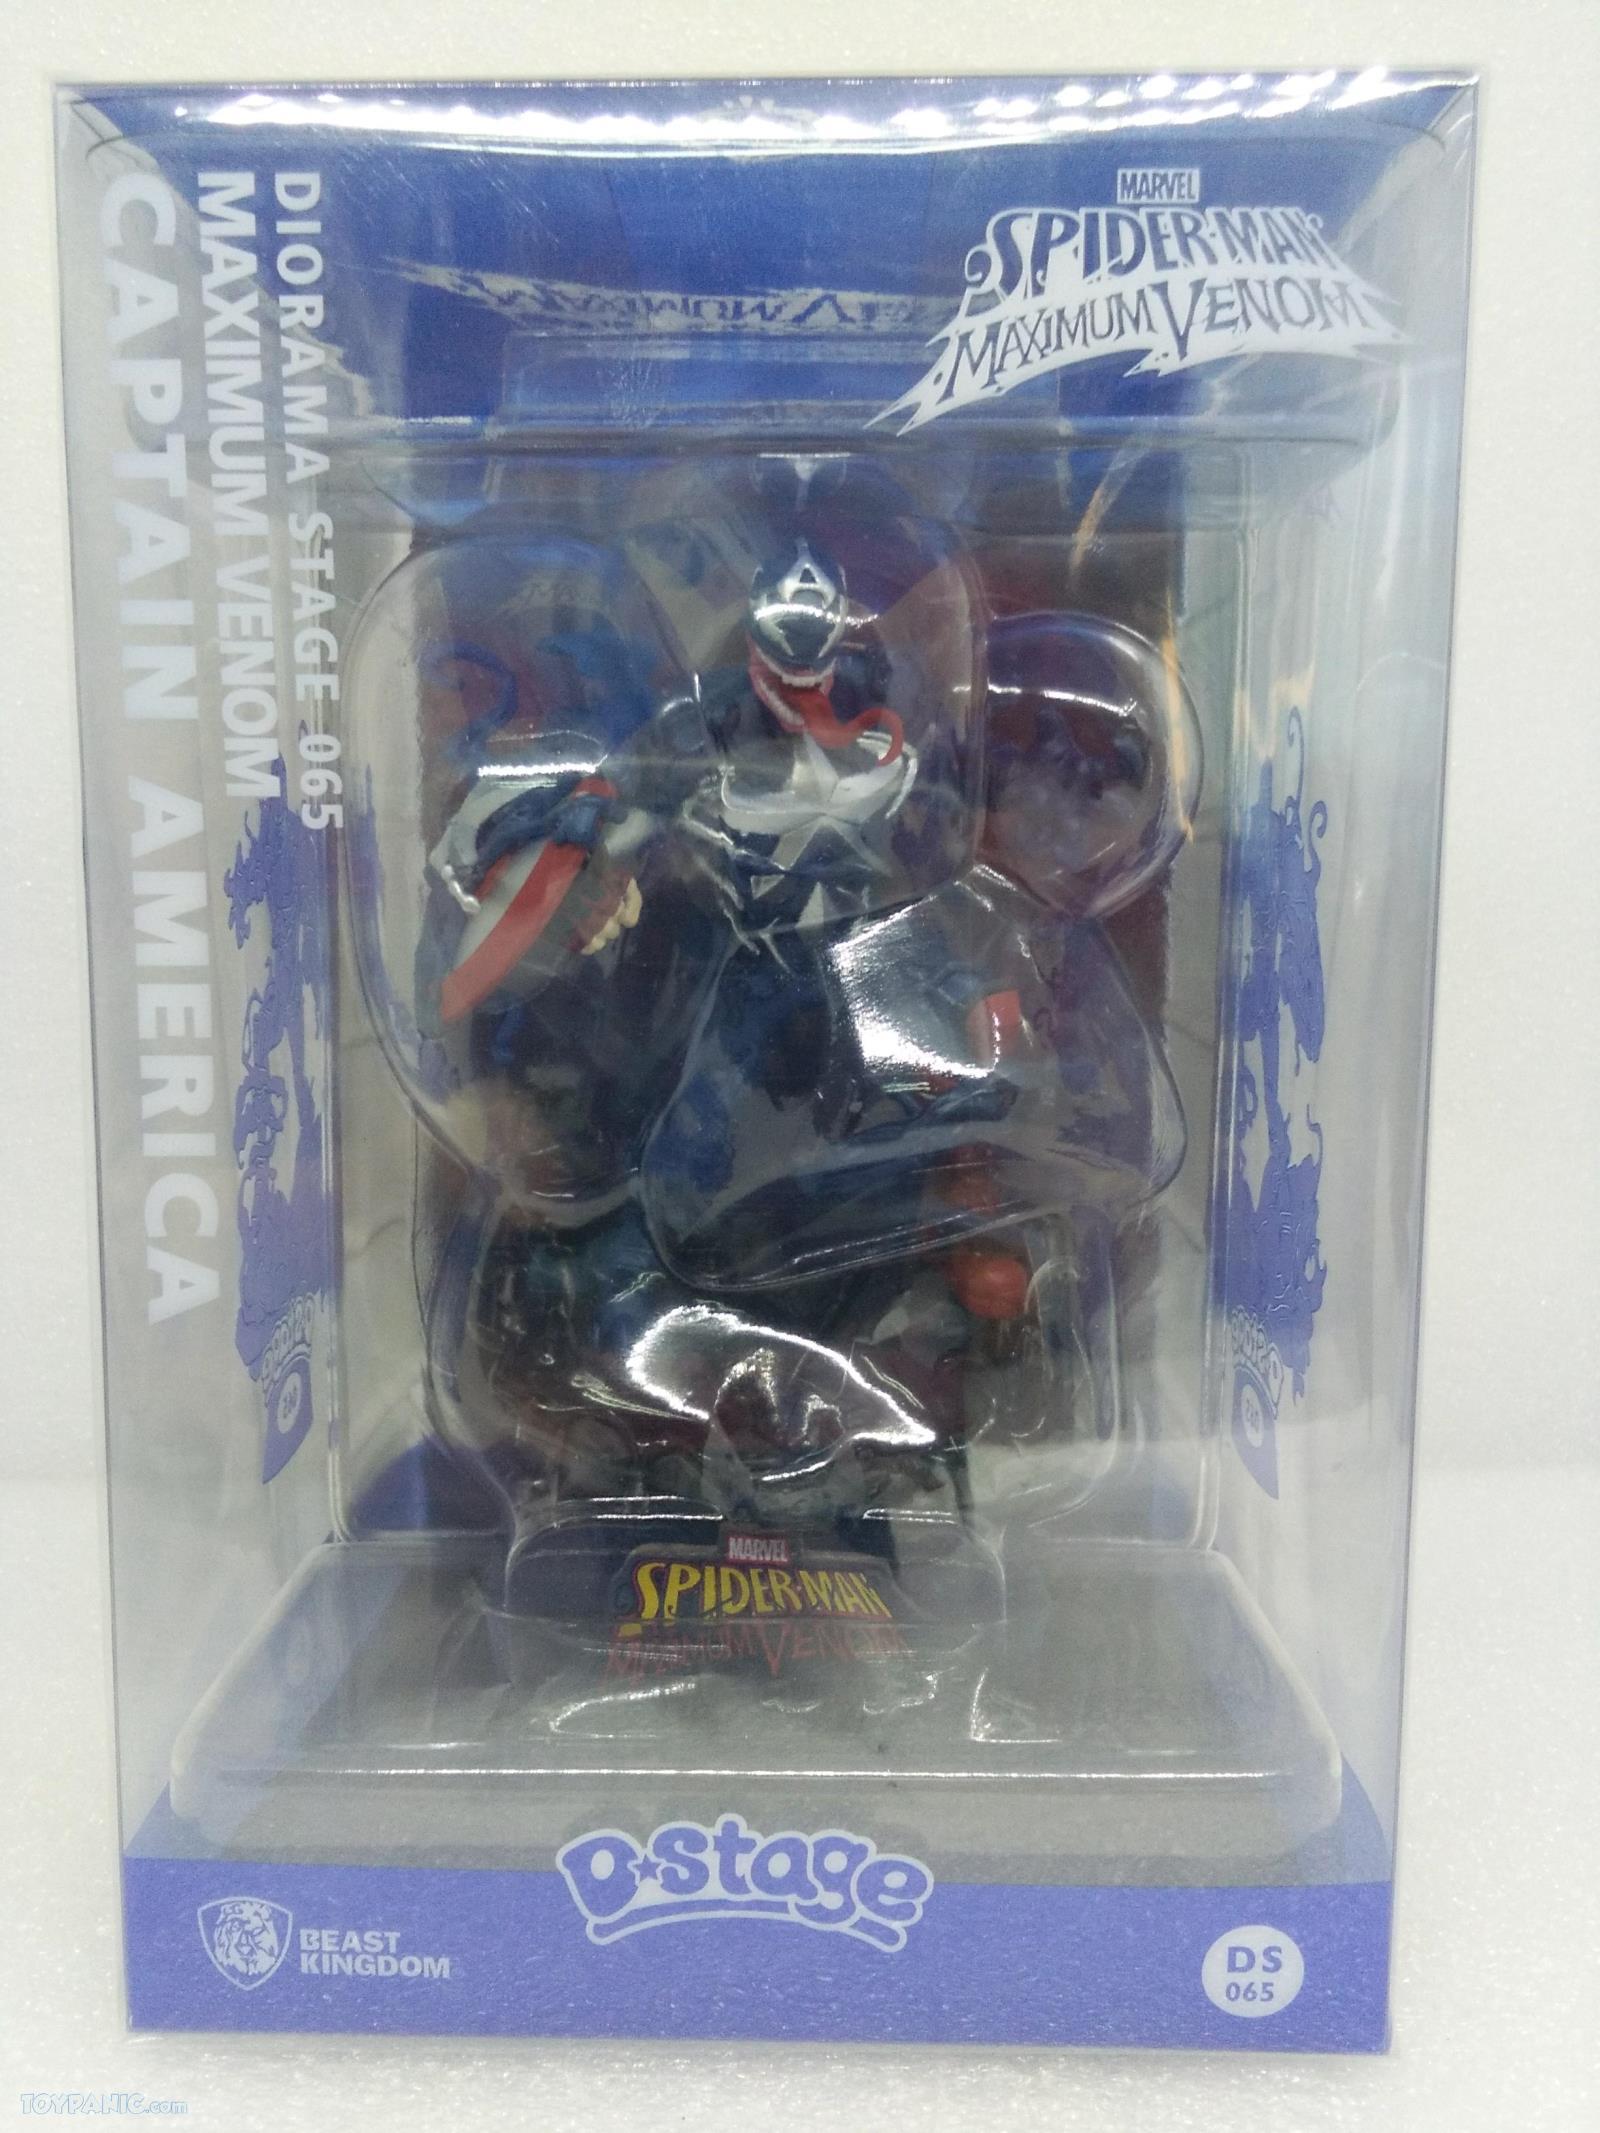 MARVEL
SPIDER-MAN
MAXIMUM VENOM
DIORAMA STAGE 065
MAXIMUM VENOM
CAPTAIN AMERICA
MARVEL
SPIDER-MAN
MAXIMUM VENOM
D-Stage
BEAST
KINGDOM
DS
065
TOYPANIC.com